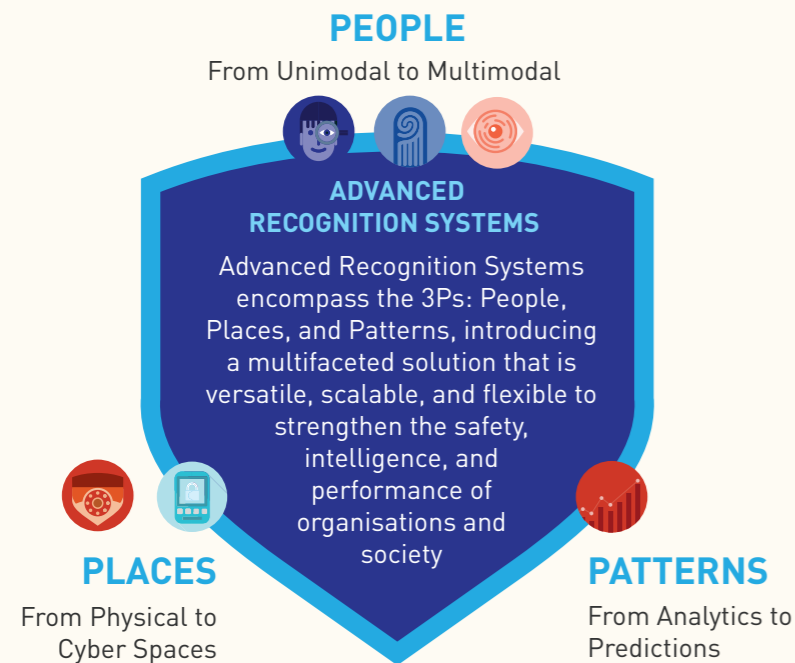 PEOPLE
From Unimodal to Multimodal
ADVANCED
RECOGNITION SYSTEMS
Advanced Recognition Systems
encompass the 3Ps: People,
Places, and Patterns, introducing
a multifaceted solution that is
versatile, scalable, and flexible to
strengthen the safety,
intelligence, and
performance of
organisations and
society
PLACES
From Physical to
Cyber Spaces
PATTERNS
From Analytics to
Predictions